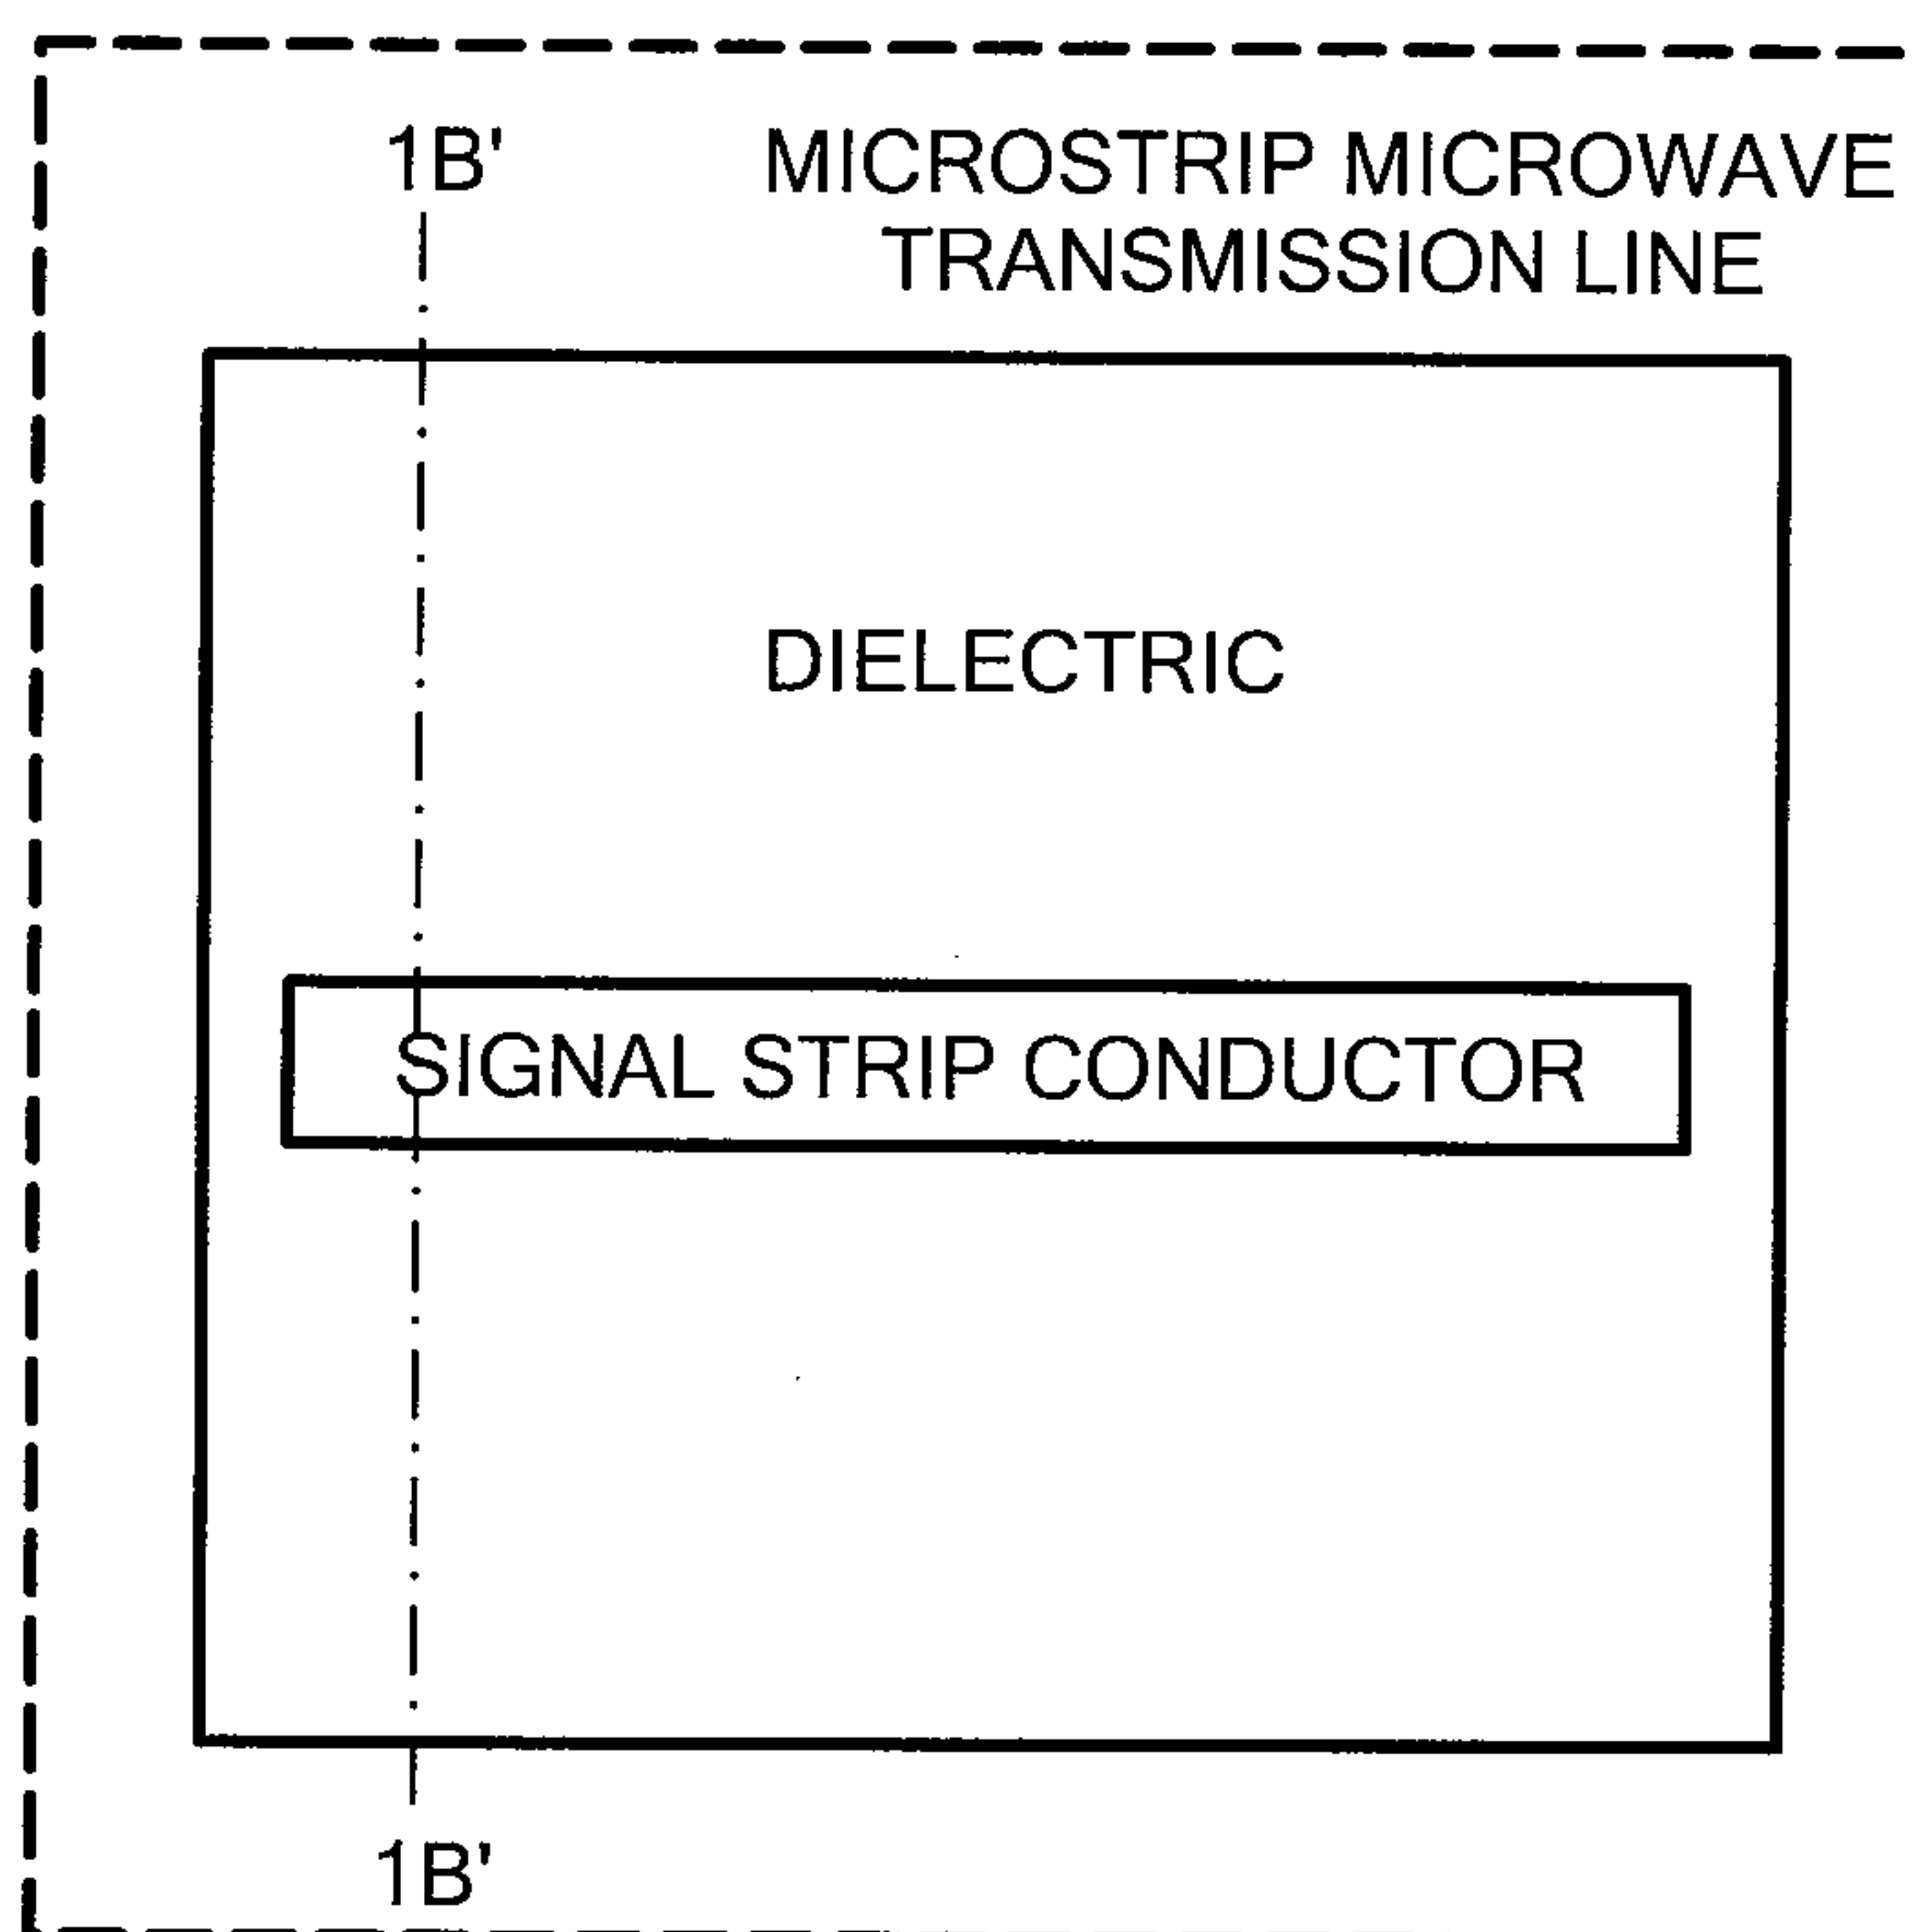 1B'
MICROSTRIP MICROWAVE
TRANSMISSION LINE
DIELECTRIC
SIGNAL STRIP CONDUCTOR
1B'